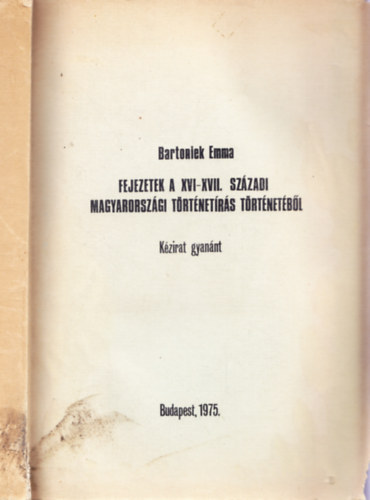 Bartoniek Emma
FEJEZETEK A XVI-XVII. SZÁZADI
MAGYARORSZÁGI TÖRTÉNETÍRÁS TÖRTÉNETÉBŐL
Kézirat gyanánt
Budapest, 1975.